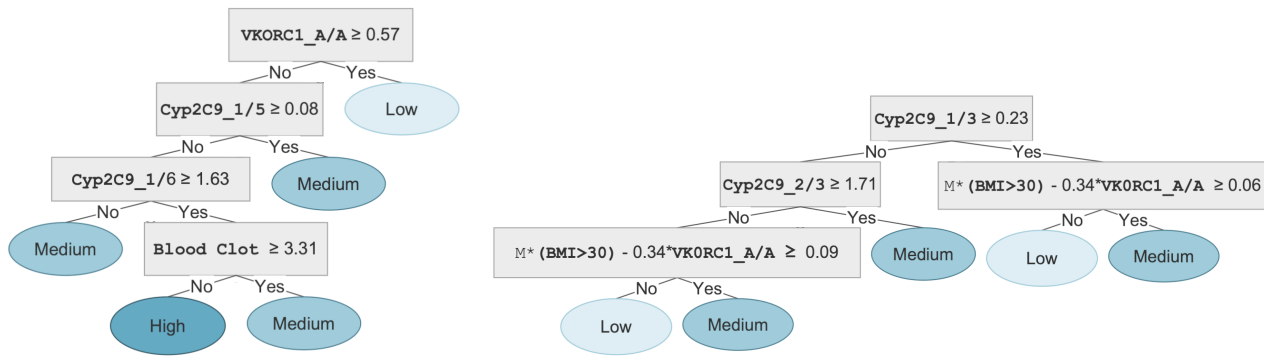 VKORC1_A/A ≥ 0.57
No
Yes
Cyp2C9_1/5 ≥ 0.08
Low
No
Yes
Cyp2C9_1/6 ≥ 1.63
Medium
No
Yes
Medium
Blood Clot ≥ 3.31
No
Yes
High
Medium
Cyp2C9_1/3 ≥ 0.23
No
Yes
Cyp2C9_2/3 ≥ 1.71
M*(BMI>30) - 0.34*VK0RC1_A/A ≥ 0.06
No
Yes
No
Yes
M*(BMI>30) - 0.34*VK0RC1_A/A ≥ 0.09
Medium
Low
Medium
No
Yes
Low
Medium